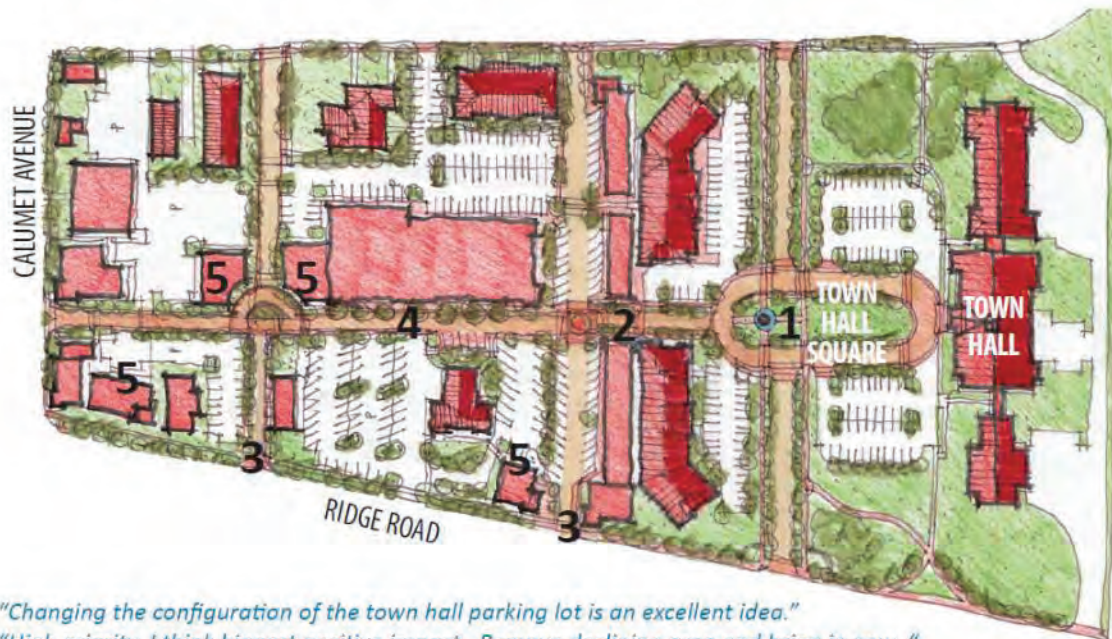 CALUMET AVENUE
5
5
4
2
1
TOWN
HALL
SQUARE
TOWN
HALL
5
3
5
3
RIDGE ROAD
P
P
P
P
"Changing the configuration of the town hall parking lot is an excellent idea."